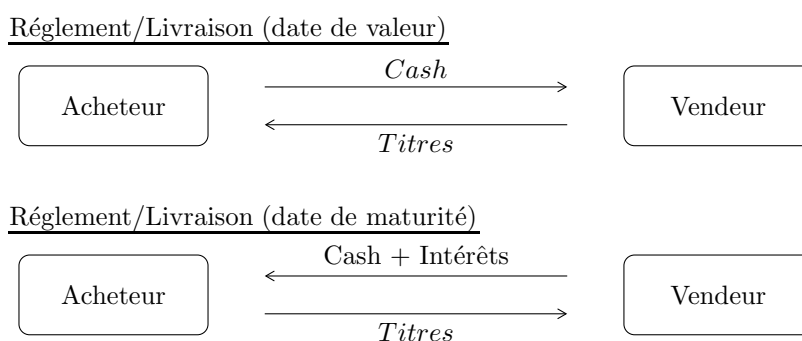 Réglement/Livraison (date de valeur)
Cash
Acheteur
Vendeur
Titres
Réglement/Livraison (date de maturité)
Cash + Intérêts
Acheteur
Vendeur
Titres